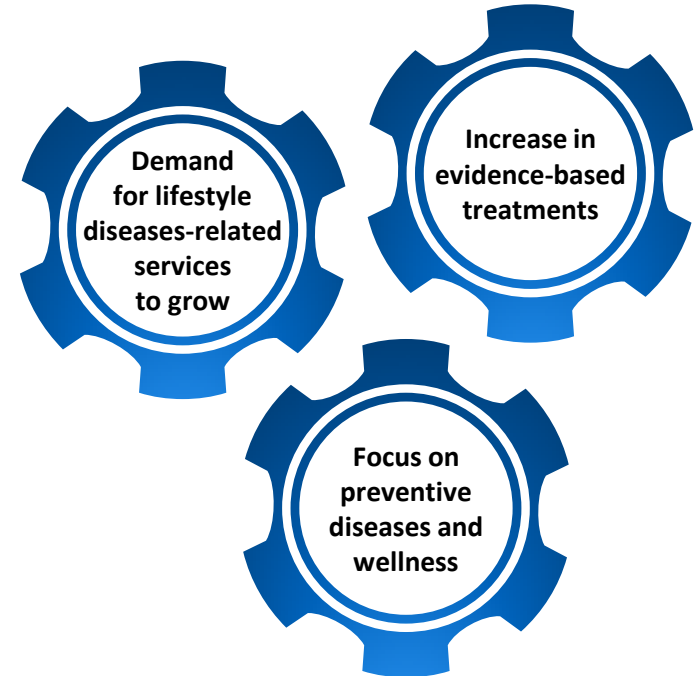 Demand
for lifestyle
diseases-related
services
to grow
Increase in
evidence-based
treatments
Focus on
preventive
diseases and
wellness